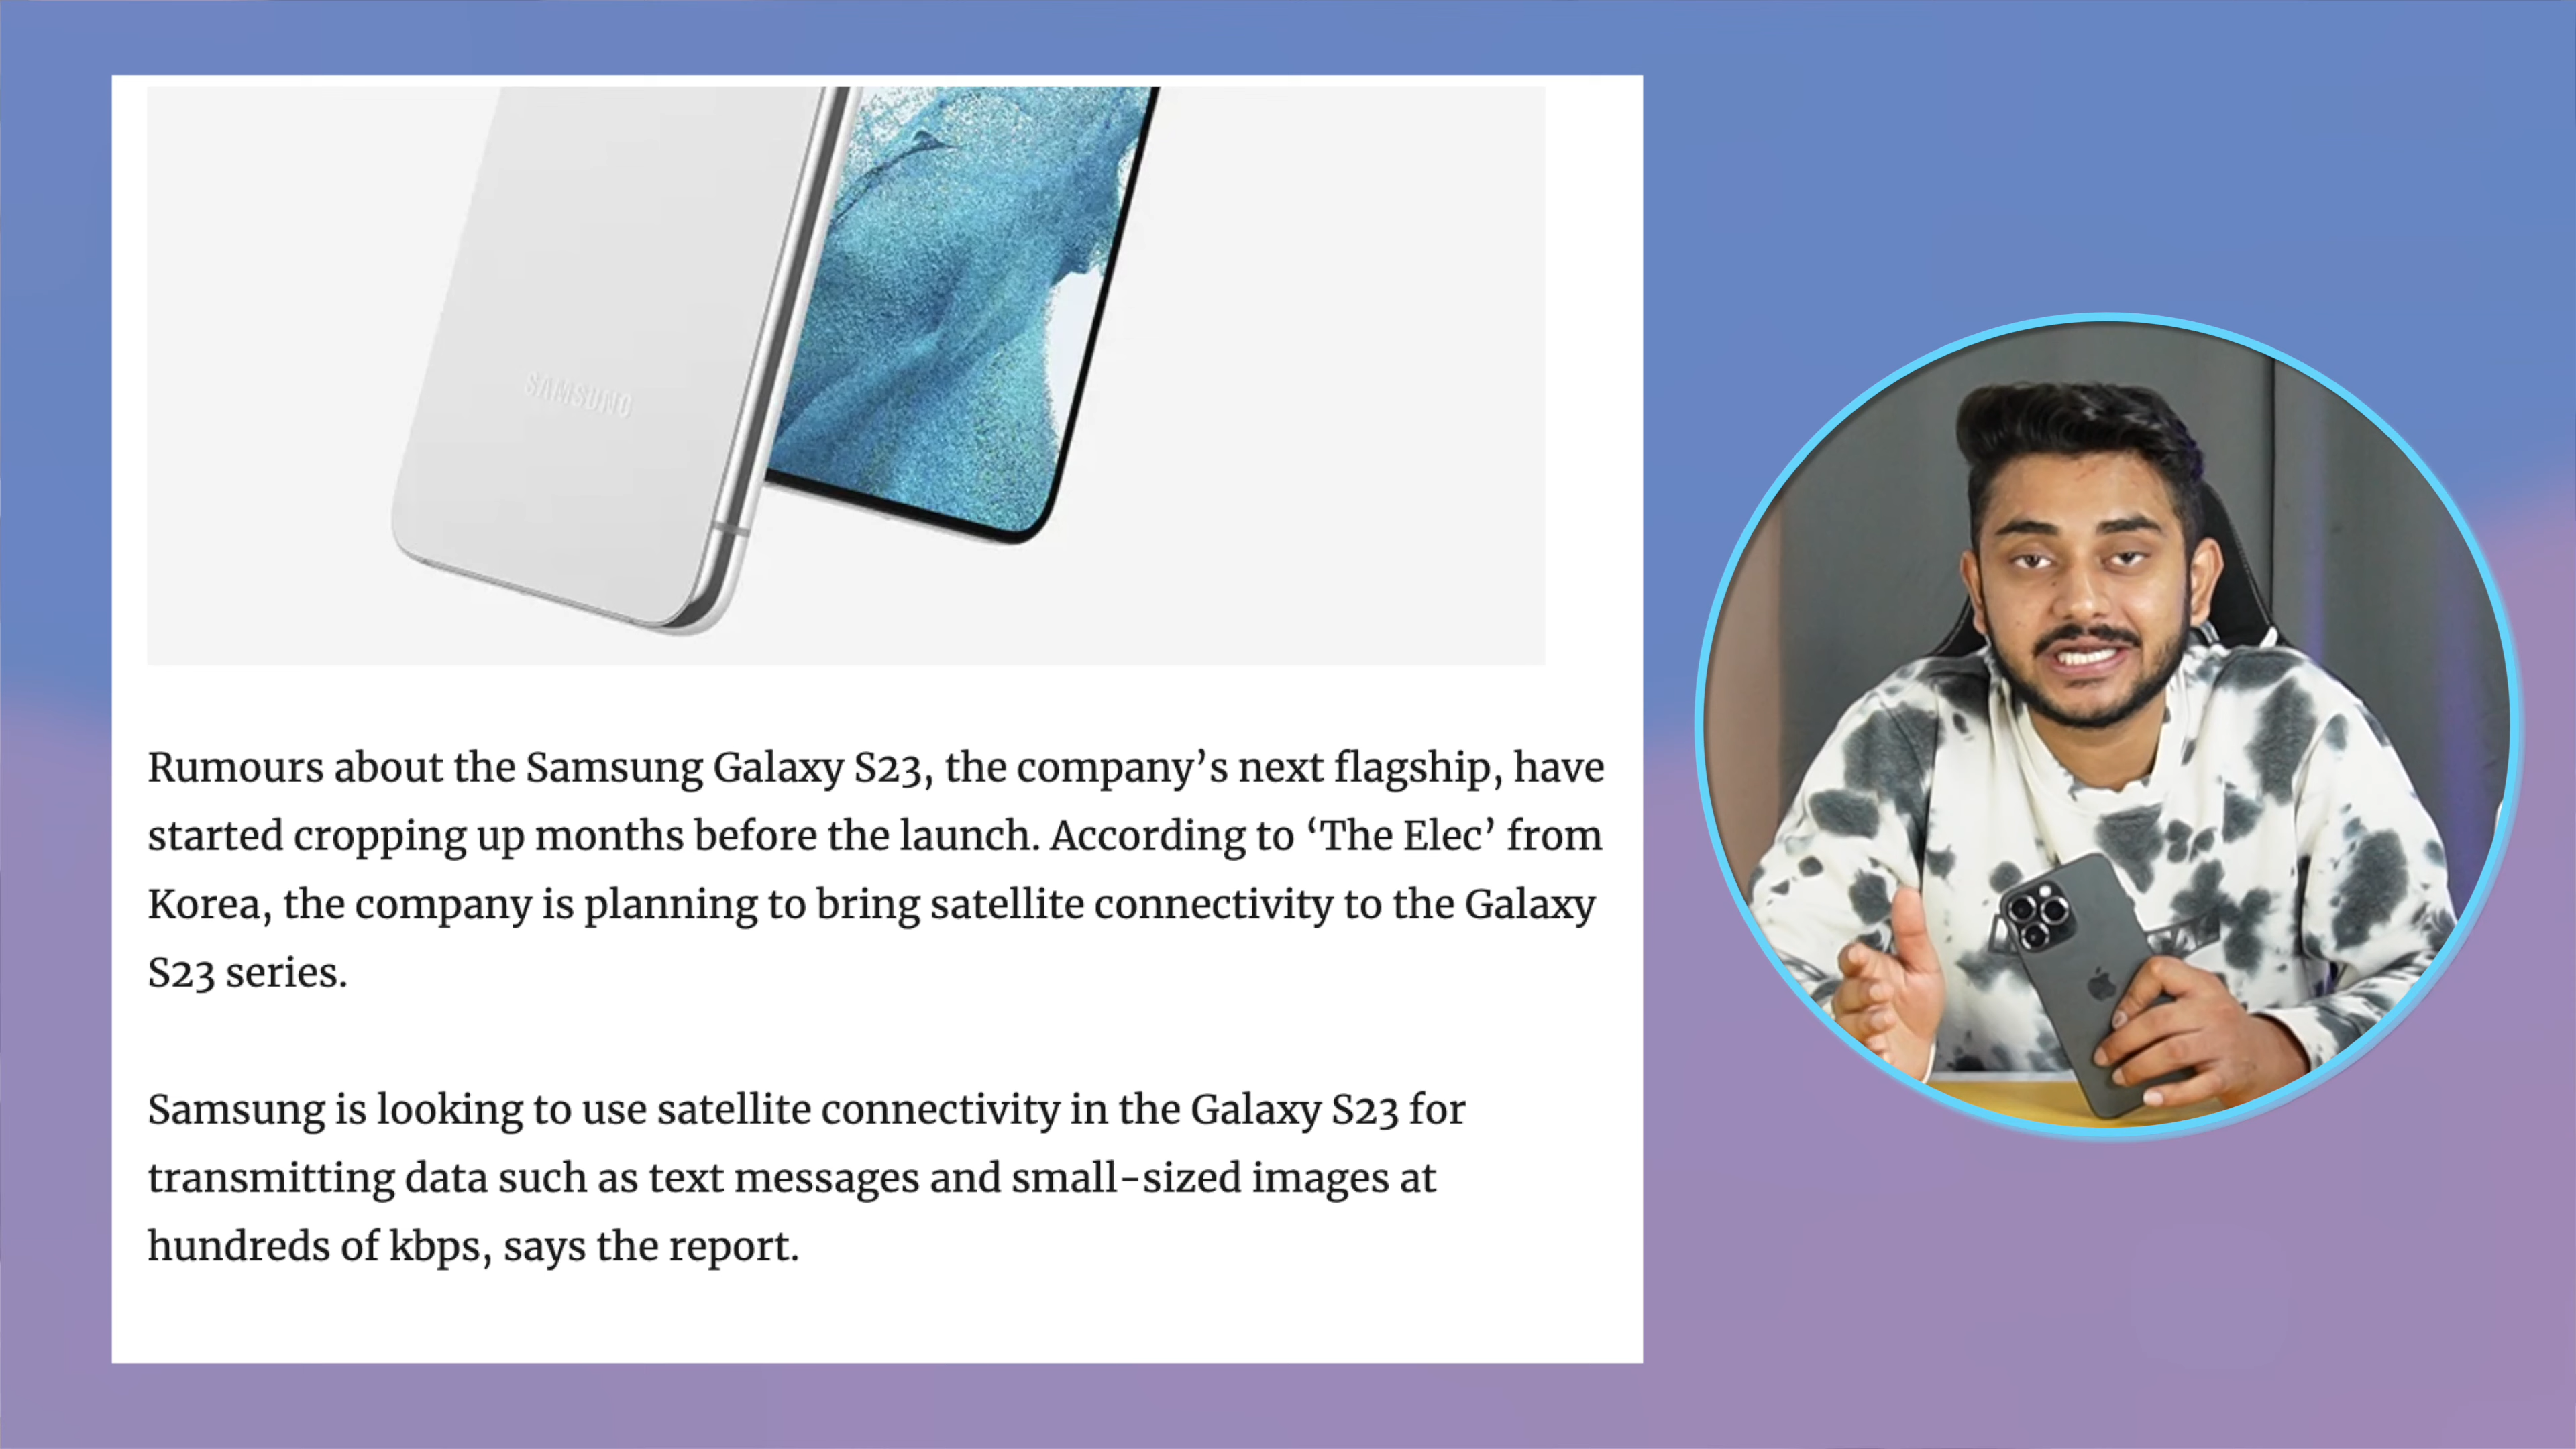 SAMSUNG
Rumours about the Samsung Galaxy S23, the company’s next flagship, have
started cropping up months before the launch. According to ‘The Elec’ from
Korea, the company is planning to bring satellite connectivity to the Galaxy
S23 series.
Samsung is looking to use satellite connectivity in the Galaxy S23 for
transmitting data such as text messages and small-sized images at
hundreds of kbps, says the report.